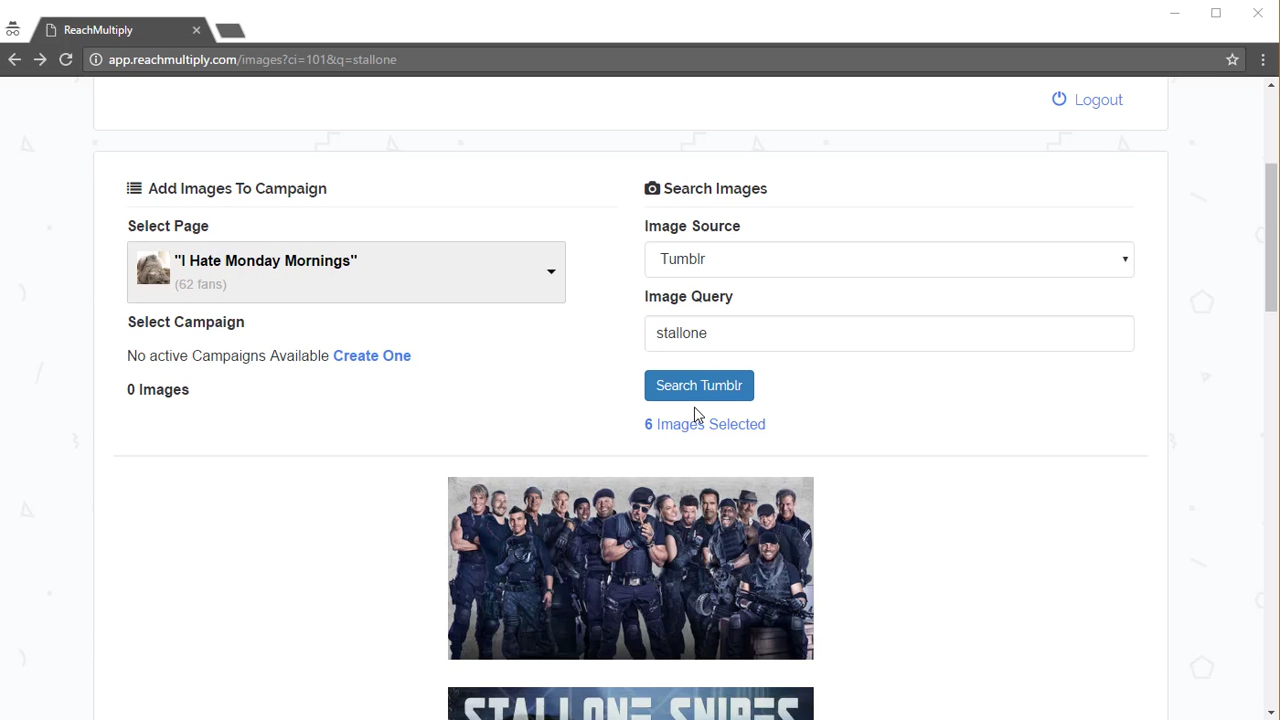 ReachMultiply
app.reachmultiply.com/images?ci=101&q=stallone
Logout
Add Images To Campaign
Select Page
"I Hate Monday Mornings"
(62 fans)
Select Campaign
No active Campaigns Available Create One
0 Images
Search Images
Image Source
Tumblr
Image Query
stallone
Search Tumblr
6 Images Selected
STALLONE SNIPES